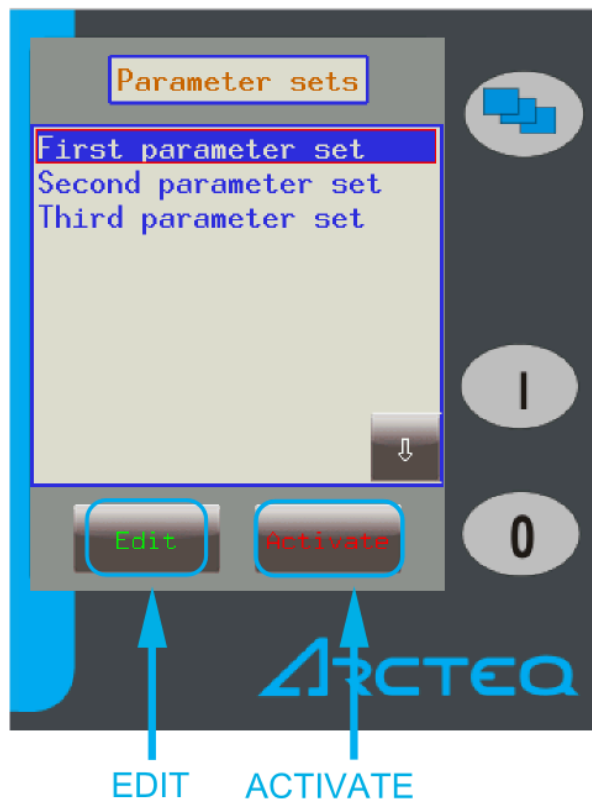 Parameter sets
First parameter set
Second parameter set
Third parameter set
I
Edit Activate
0
ARCTEQ
EDIT ACTIVATE